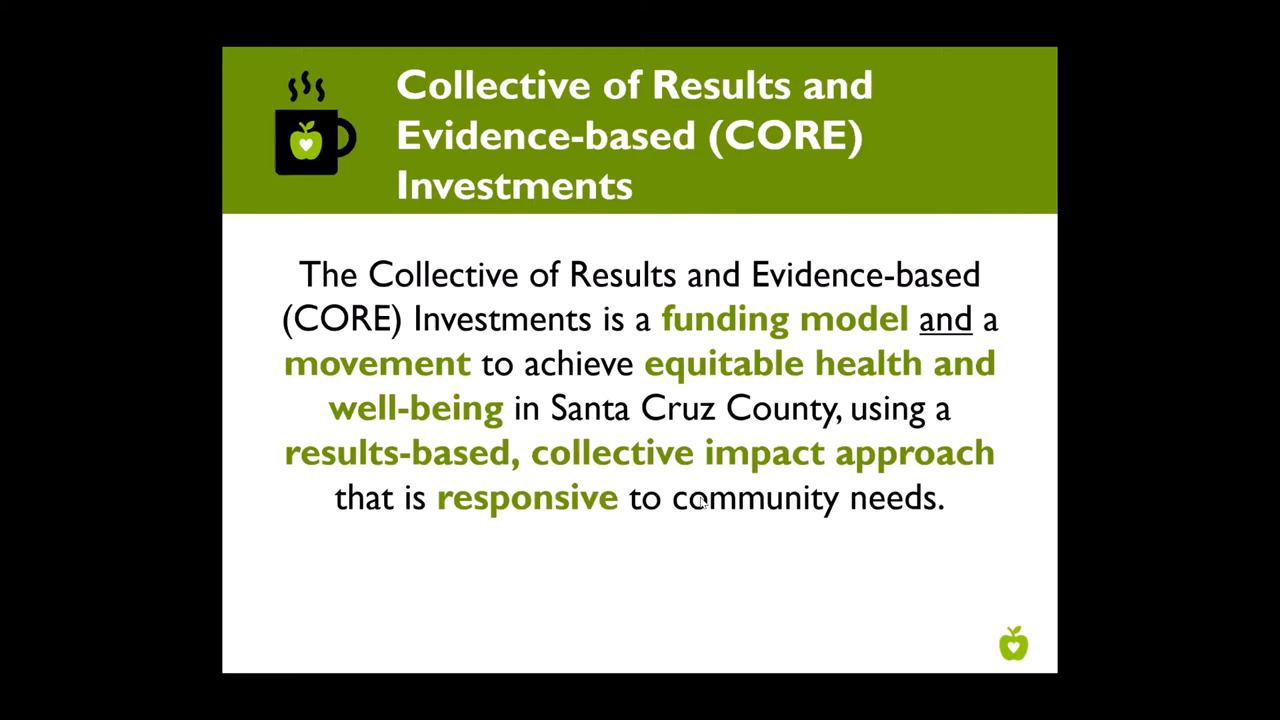 Collective of Results and
Evidence-based (CORE)
Investments
The Collective of Results and Evidence-based
(CORE) Investments is a funding model and a
movement to achieve equitable health and
well-being in Santa Cruz County, using a
results-based, collective impact approach
that is responsive to community needs.